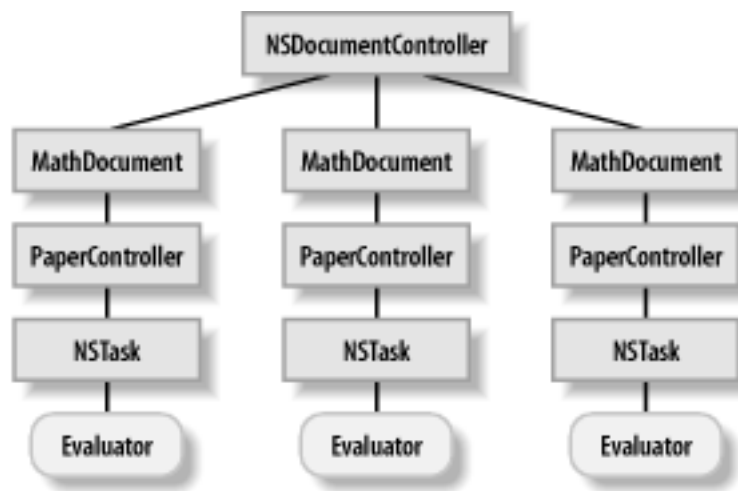 NSDocumentController
MathDocument
MathDocument
MathDocument
PaperController
PaperController
PaperController
NSTask
NSTask
NSTask
Evaluator
Evaluator
Evaluator